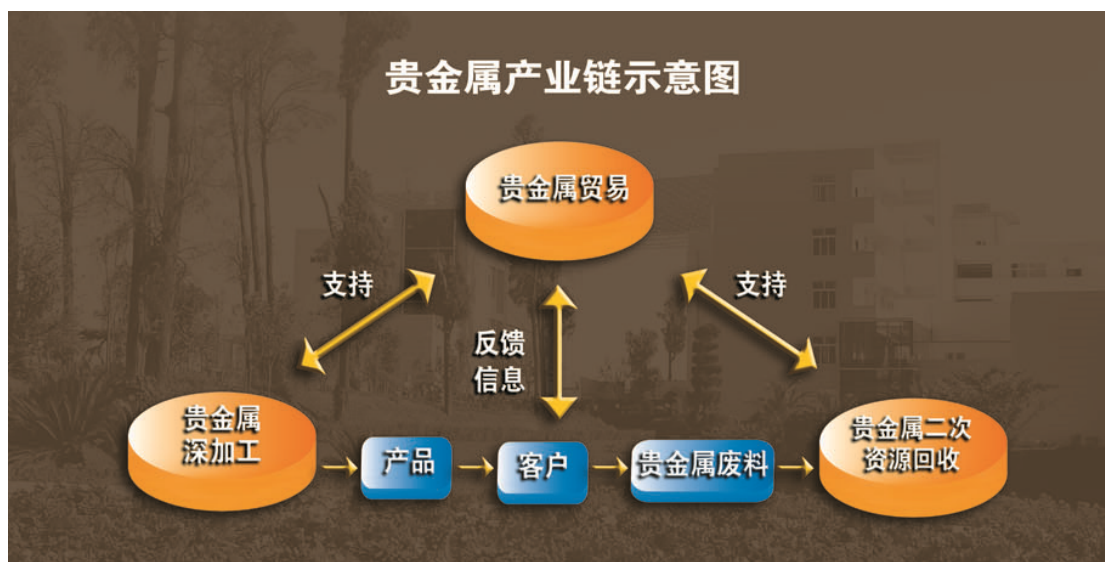 贵金属产业链示意图
贵金属贸易
支持
支持
反馈
信息
贵金属
深加工
产品
客户
贵金属废料
贵金属二次
资源回收